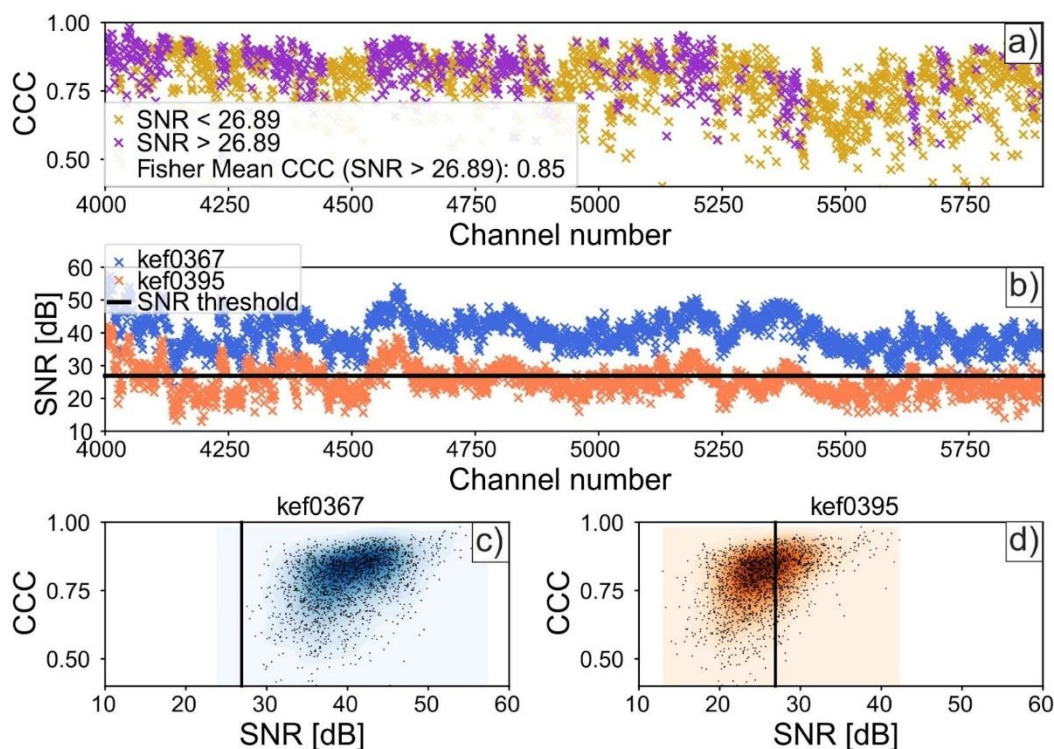 a)
1.00
0.75
0.50
CCC
SNR < 26.89
SNR > 26.89
Fisher Mean CCC (SNR > 26.89): 0.85
4000 4250 4500 4750 5000 5250 5500 5750
Channel number
b)
kef0367
kef0395
SNR threshold
60
50
40
30
20
10
SNR [dB]
4000 4250 4500 4750 5000 5250 5500 5750
Channel number
kef0367
c)
1.00
0.75
0.50
CCC
10 20 30 40 50 60
SNR [dB]
kef0395
d)
1.00
0.75
0.50
CCC
10 20 30 40 50 60
SNR [dB]